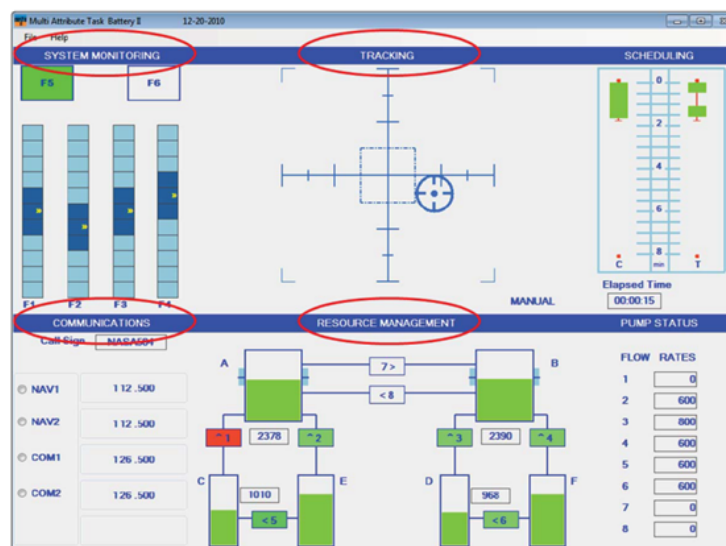 Multi Attribute Task Battery II 12-20-2010
File Help
SYSTEM MONITORING TRACKING SCHEDULING
F5 F6
0
2
4
6
8
C min T
F1 F2 F3 F4
Elapsed Time
00:00:15
MANUAL
COMMUNICATIONS RESOURCE MANAGEMENT PUMP STATUS
Call Sign NASA504
A B
7 >
< 8
FLOW RATES
NAV1 112.500
NAV2 112.500
COM1 126.500
COM2 126.500
^ 1 2378 ^ 2 ^ 3 2390 ^ 4
C 1010 E D 968 F
< 5 < 6
1 0
2 600
3 800
4 600
5 600
6 600
7 0
8 0